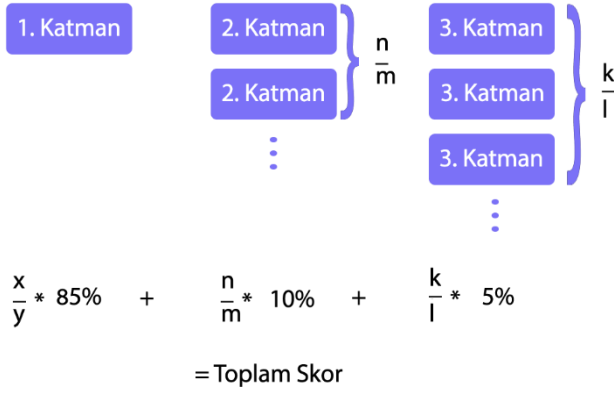 1. Katman
2. Katman
2. Katman
n
m
3. Katman
3. Katman
3. Katman
k
l
x
y
* 85%
+
n
m
* 10%
+
k
l
* 5%
= Toplam Skor